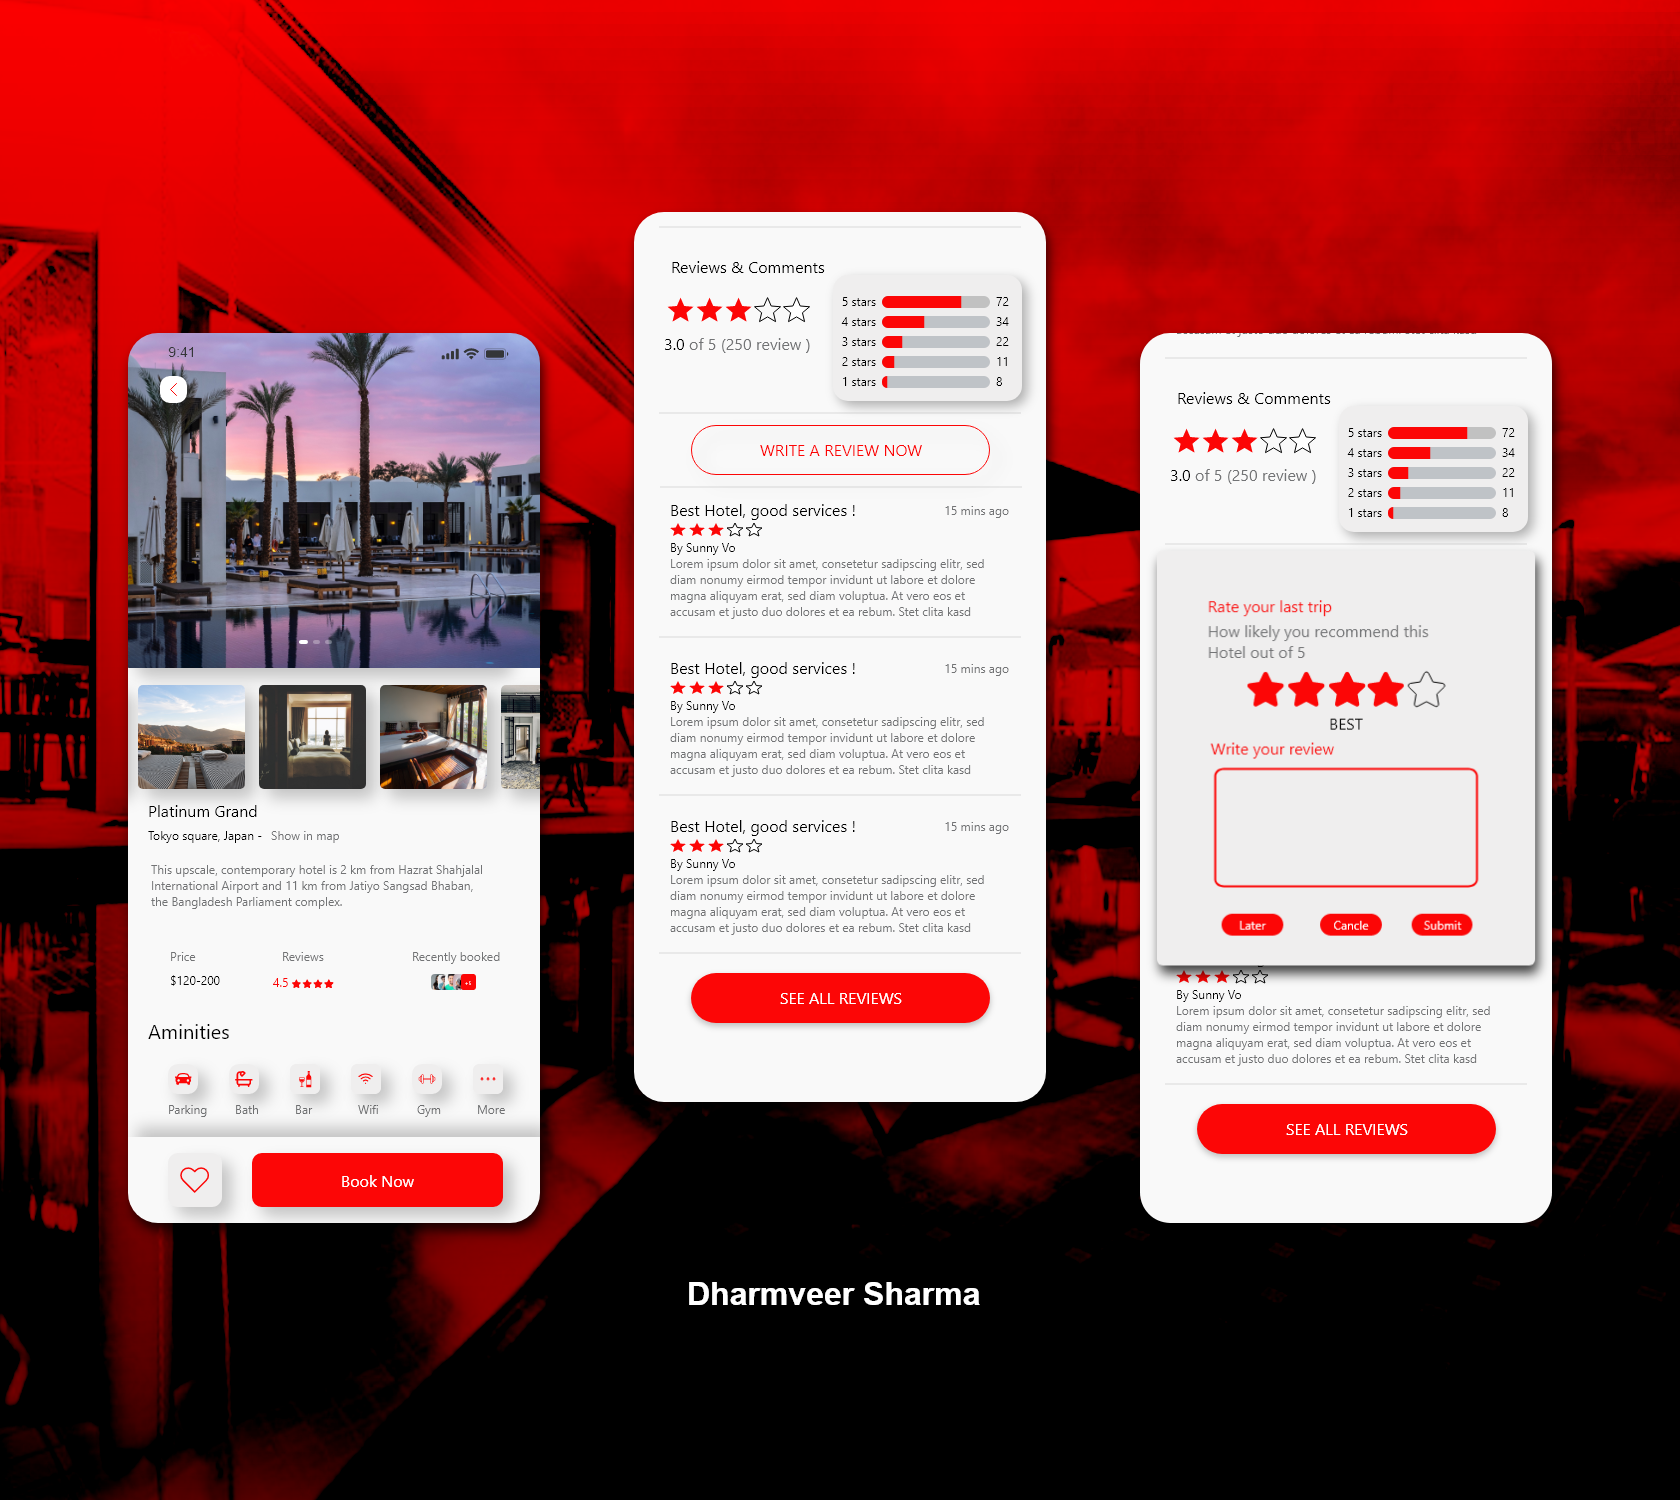 9:41
Platinum Grand
Tokyo square, Japan - Show in map
This upscale, contemporary hotel is 2 km from Hazrat Shahjalal
International Airport and 11 km from Jatiyo Sangsad Bhaban,
the Bangladesh Parliament complex.
Price Reviews Recently booked
$120-200 4.5 +5
Aminities
Parking Bath Bar Wifi Gym More
Book Now
Reviews & Comments
3.0 of 5 (250 review )
5 stars 72
4 stars 34
3 stars 22
2 stars 11
1 stars 8
WRITE A REVIEW NOW
Best Hotel, good services ! 15 mins ago
By Sunny Vo
Lorem ipsum dolor sit amet, consetetur sadipscing elitr, sed
diam nonumy eirmod tempor invidunt ut labore et dolore
magna aliquyam erat, sed diam voluptua. At vero eos et
accusam et justo duo dolores et ea rebum. Stet clita kasd
Best Hotel, good services ! 15 mins ago
By Sunny Vo
Lorem ipsum dolor sit amet, consetetur sadipscing elitr, sed
diam nonumy eirmod tempor invidunt ut labore et dolore
magna aliquyam erat, sed diam voluptua. At vero eos et
accusam et justo duo dolores et ea rebum. Stet clita kasd
Best Hotel, good services ! 15 mins ago
By Sunny Vo
Lorem ipsum dolor sit amet, consetetur sadipscing elitr, sed
diam nonumy eirmod tempor invidunt ut labore et dolore
magna aliquyam erat, sed diam voluptua. At vero eos et
accusam et justo duo dolores et ea rebum. Stet clita kasd
SEE ALL REVIEWS
Reviews & Comments
3.0 of 5 (250 review )
5 stars 72
4 stars 34
3 stars 22
2 stars 11
1 stars 8
Rate your last trip
How likely you recommend this
Hotel out of 5
BEST
Write your review
Later Cancle Submit
By Sunny Vo
Lorem ipsum dolor sit amet, consetetur sadipscing elitr, sed
diam nonumy eirmod tempor invidunt ut labore et dolore
magna aliquyam erat, sed diam voluptua. At vero eos et
accusam et justo duo dolores et ea rebum. Stet clita kasd
SEE ALL REVIEWS
Dharmveer Sharma